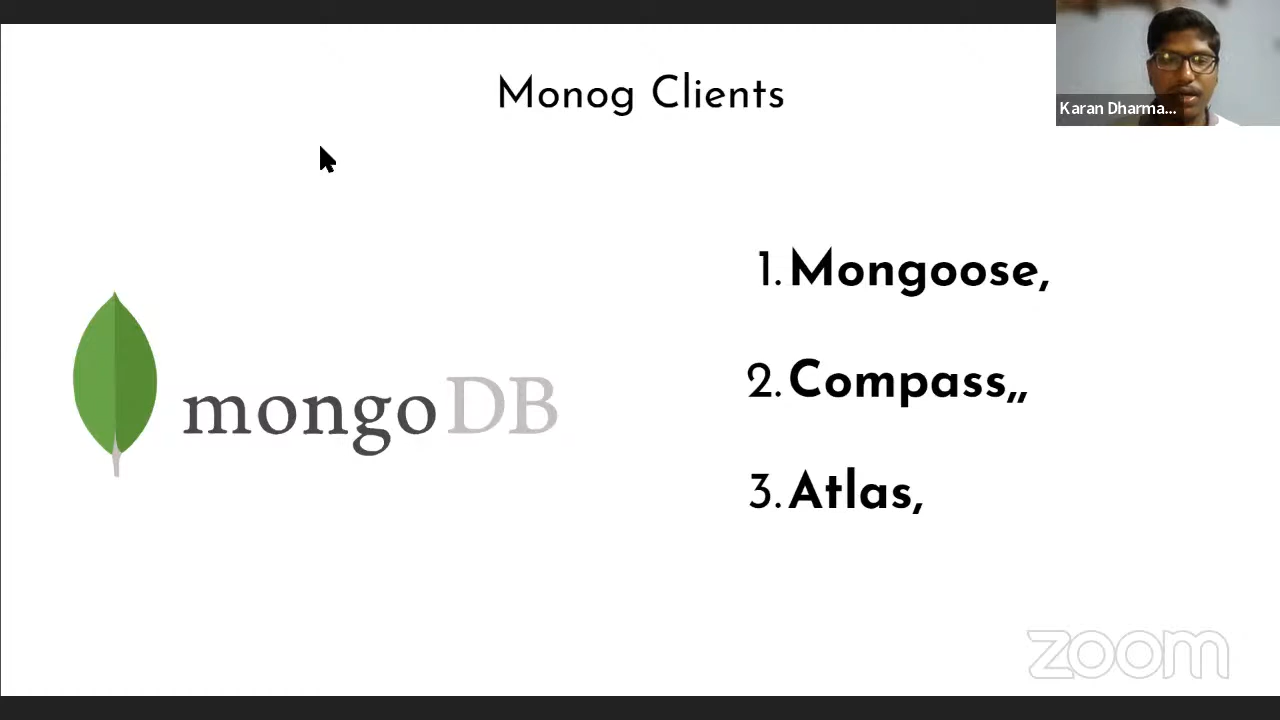 Monog Clients
Karan Dharma...
1. Mongoose,
2. Compass,,
3. Atlas,
mongoDB
zoom